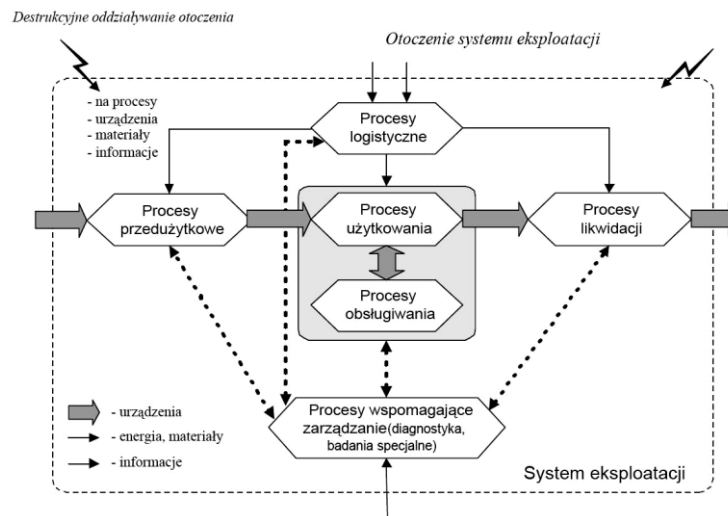 Destrukcyjne oddziaływanie otoczenia
Otoczenie systemu eksploatacji
- na procesy
- urządzenia
- materiały
- informacje
Procesy
logistyczne
Procesy
przedużytkowe
Procesy
użytkowania
Procesy
likwidacji
Procesy
obsługiwania
Procesy wspomagające
zarządzanie(diagnostyka,
badania specjalne)
- urządzenia
- energia, materiały
- informacje
System eksploatacji